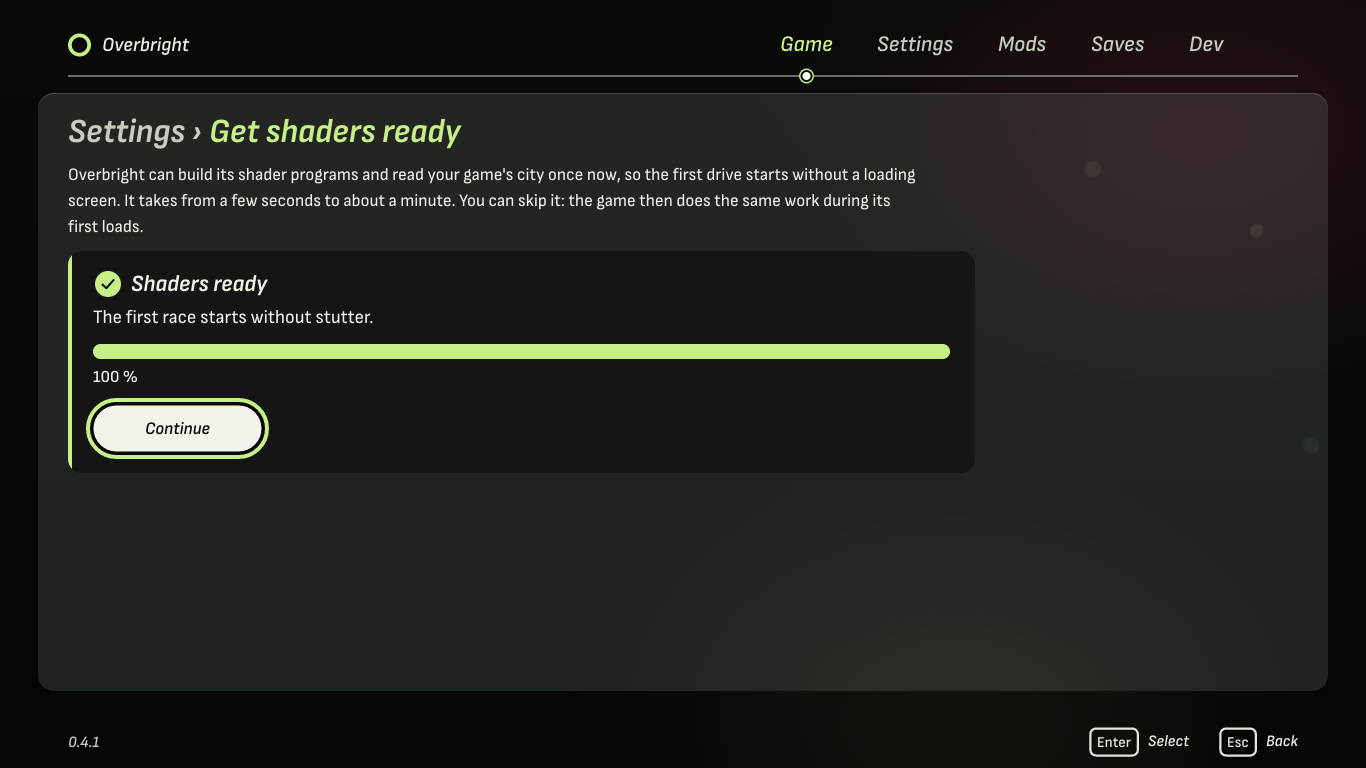 Overbright
Game Settings Mods Saves Dev
Settings › Get shaders ready
Overbright can build its shader programs and read your game's city once now, so the first drive starts without a loading
screen. It takes from a few seconds to about a minute. You can skip it: the game then does the same work during its
first loads.
Shaders ready
The first race starts without stutter.
100 %
Continue
0.4.1
Enter Select Esc Back